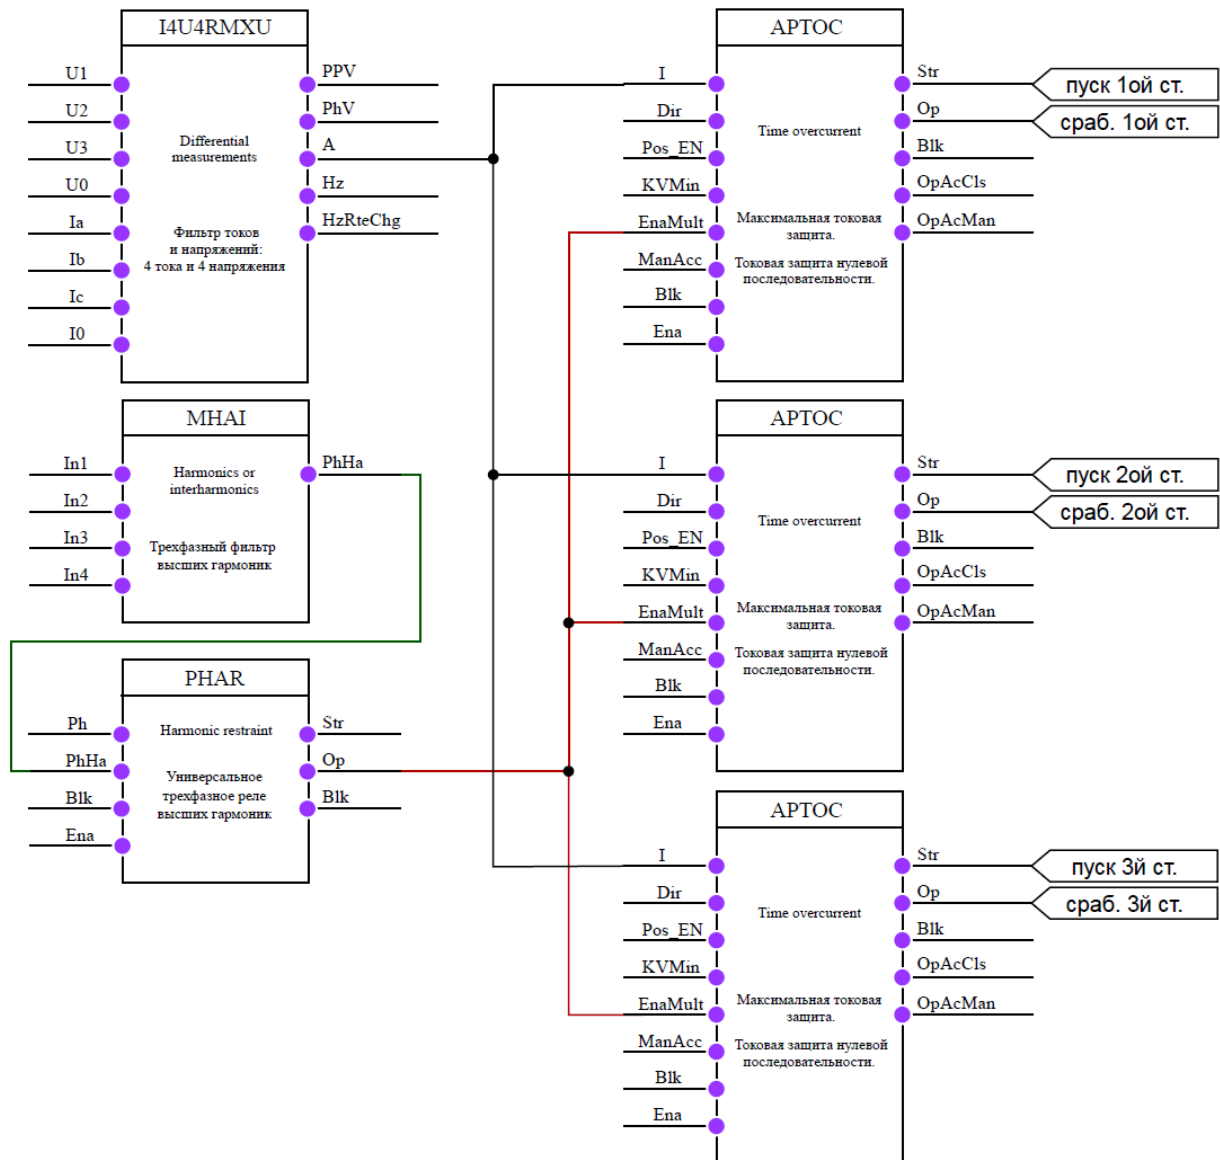 I4U4RMXU
U1
U2
U3
U0
Ia
Ib
Ic
I0
Differential
measurements
Фильтр токов
и напряжений:
4 тока и 4 напряжения
PPV
PhV
A
Hz
HzRteChg
MHAI
In1
In2
In3
In4
Harmonics or
interharmonics
Трехфазный фильтр
высших гармоник
PhHa
PHAR
Ph
PhHa
Blk
Ena
Harmonic restraint
Универсальное
трехфазное реле
высших гармоник
Str
Op
Blk
APTOC
I
Dir
Pos_EN
KVMin
EnaMult
ManAcc
Blk
Ena
Time overcurrent
Максимальная токовая
защита.
Токовая защита нулевой
последовательности.
Str
Op
Blk
OpAcCls
OpAcMan
пуск 1ой ст.
сраб. 1ой ст.
APTOC
I
Dir
Pos_EN
KVMin
EnaMult
ManAcc
Blk
Ena
Time overcurrent
Максимальная токовая
защита.
Токовая защита нулевой
последовательности.
Str
Op
Blk
OpAcCls
OpAcMan
пуск 2ой ст.
сраб. 2ой ст.
APTOC
I
Dir
Pos_EN
KVMin
EnaMult
ManAcc
Blk
Ena
Time overcurrent
Максимальная токовая
защита.
Токовая защита нулевой
последовательности.
Str
Op
Blk
OpAcCls
OpAcMan
пуск 3й ст.
сраб. 3й ст.